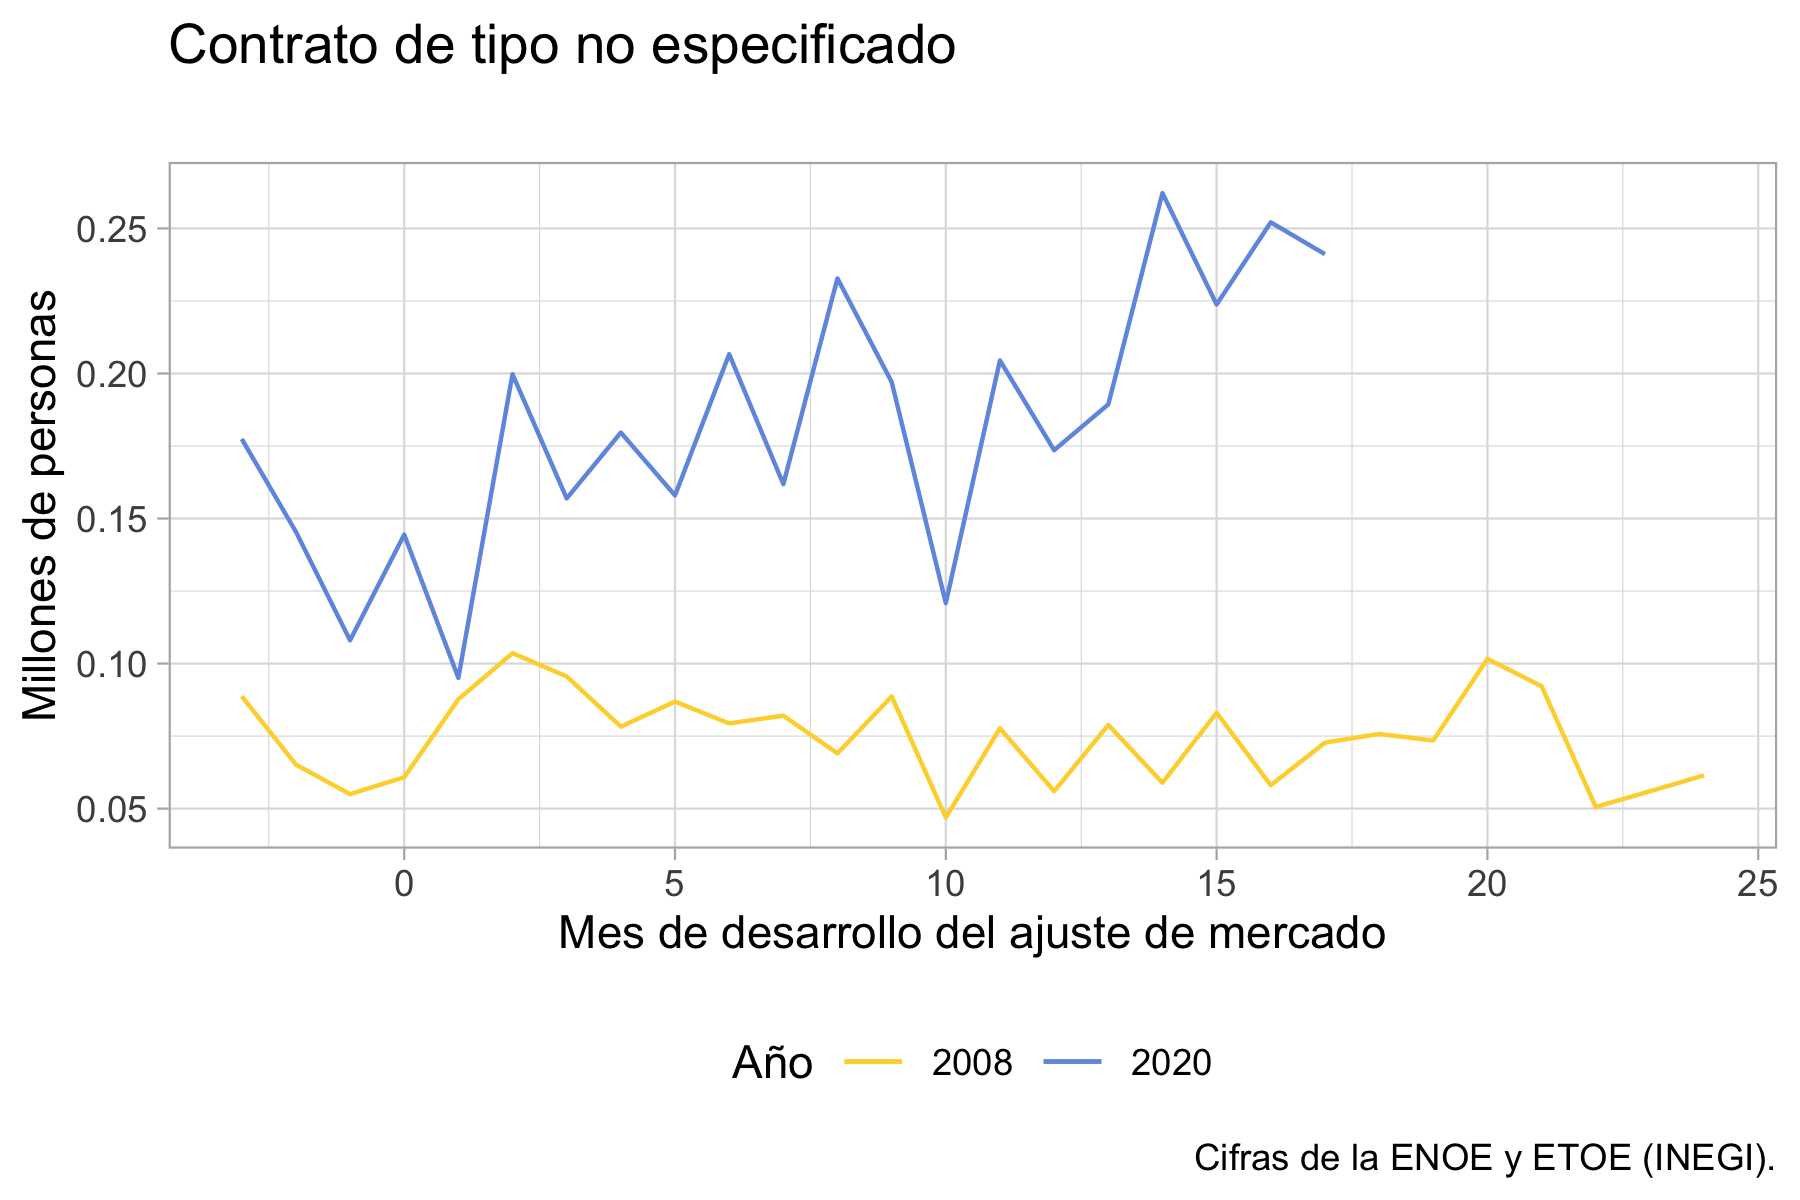 Contrato de tipo no especificado
Millones de personas
0.25
0.20
0.15
0.10
0.05
0 5 10 15 20 25
Mes de desarrollo del ajuste de mercado
Año 2008 2020
Cifras de la ENOE y ETOE (INEGI).